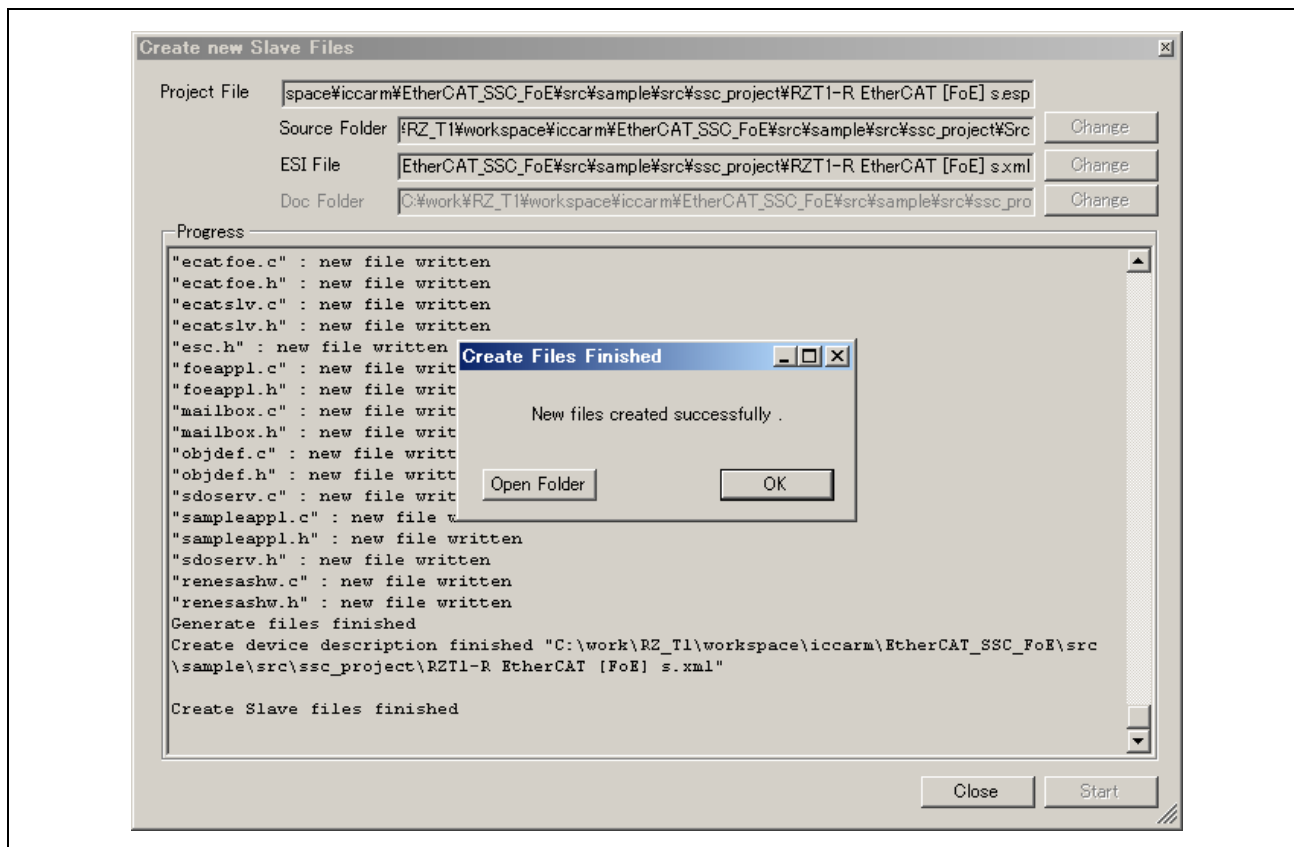 Create new Slave Files
Project File space¥iccarm¥EtherCAT_SSC_FoE¥src¥sample¥src¥ssc_project¥RZT1-R EtherCAT [FoE] s.esp
Source Folder ¥RZ_T1¥workspace¥iccarm¥EtherCAT_SSC_FoE¥src¥sample¥src¥ssc_project¥Src Change
ESI File EtherCAT_SSC_FoE¥src¥sample¥src¥ssc_project¥RZT1-R EtherCAT [FoE] s.xml Change
Doc Folder C:¥work¥RZ_T1¥workspace¥iccarm¥EtherCAT_SSC_FoE¥src¥sample¥src¥ssc_pro Change
Progress
"ecatfoe.c" : new file written
"ecatfoe.h" : new file written
"ecatslv.c" : new file written
"ecatslv.h" : new file written
"esc.h" : new file written
"foeappl.c" : new file writ
"foeappl.h" : new file writ
"mailbox.c" : new file writ
"mailbox.h" : new file writ
"objdef.c" : new file writt
"objdef.h" : new file writt
"sdoserv.c" : new file writ
"sampleappl.c" : new file w
"sampleappl.h" : new file written
"sdoserv.h" : new file written
"renesashw.c" : new file written
"renesashw.h" : new file written
Generate files finished
Create device description finished "C:\work\RZ_T1\workspace\iccarm\EtherCAT_SSC_FoE\src
\sample\src\ssc_project\RZT1-R EtherCAT [FoE] s.xml"
Create Slave files finished
Create Files Finished
New files created successfully .
Open Folder OK
Close Start